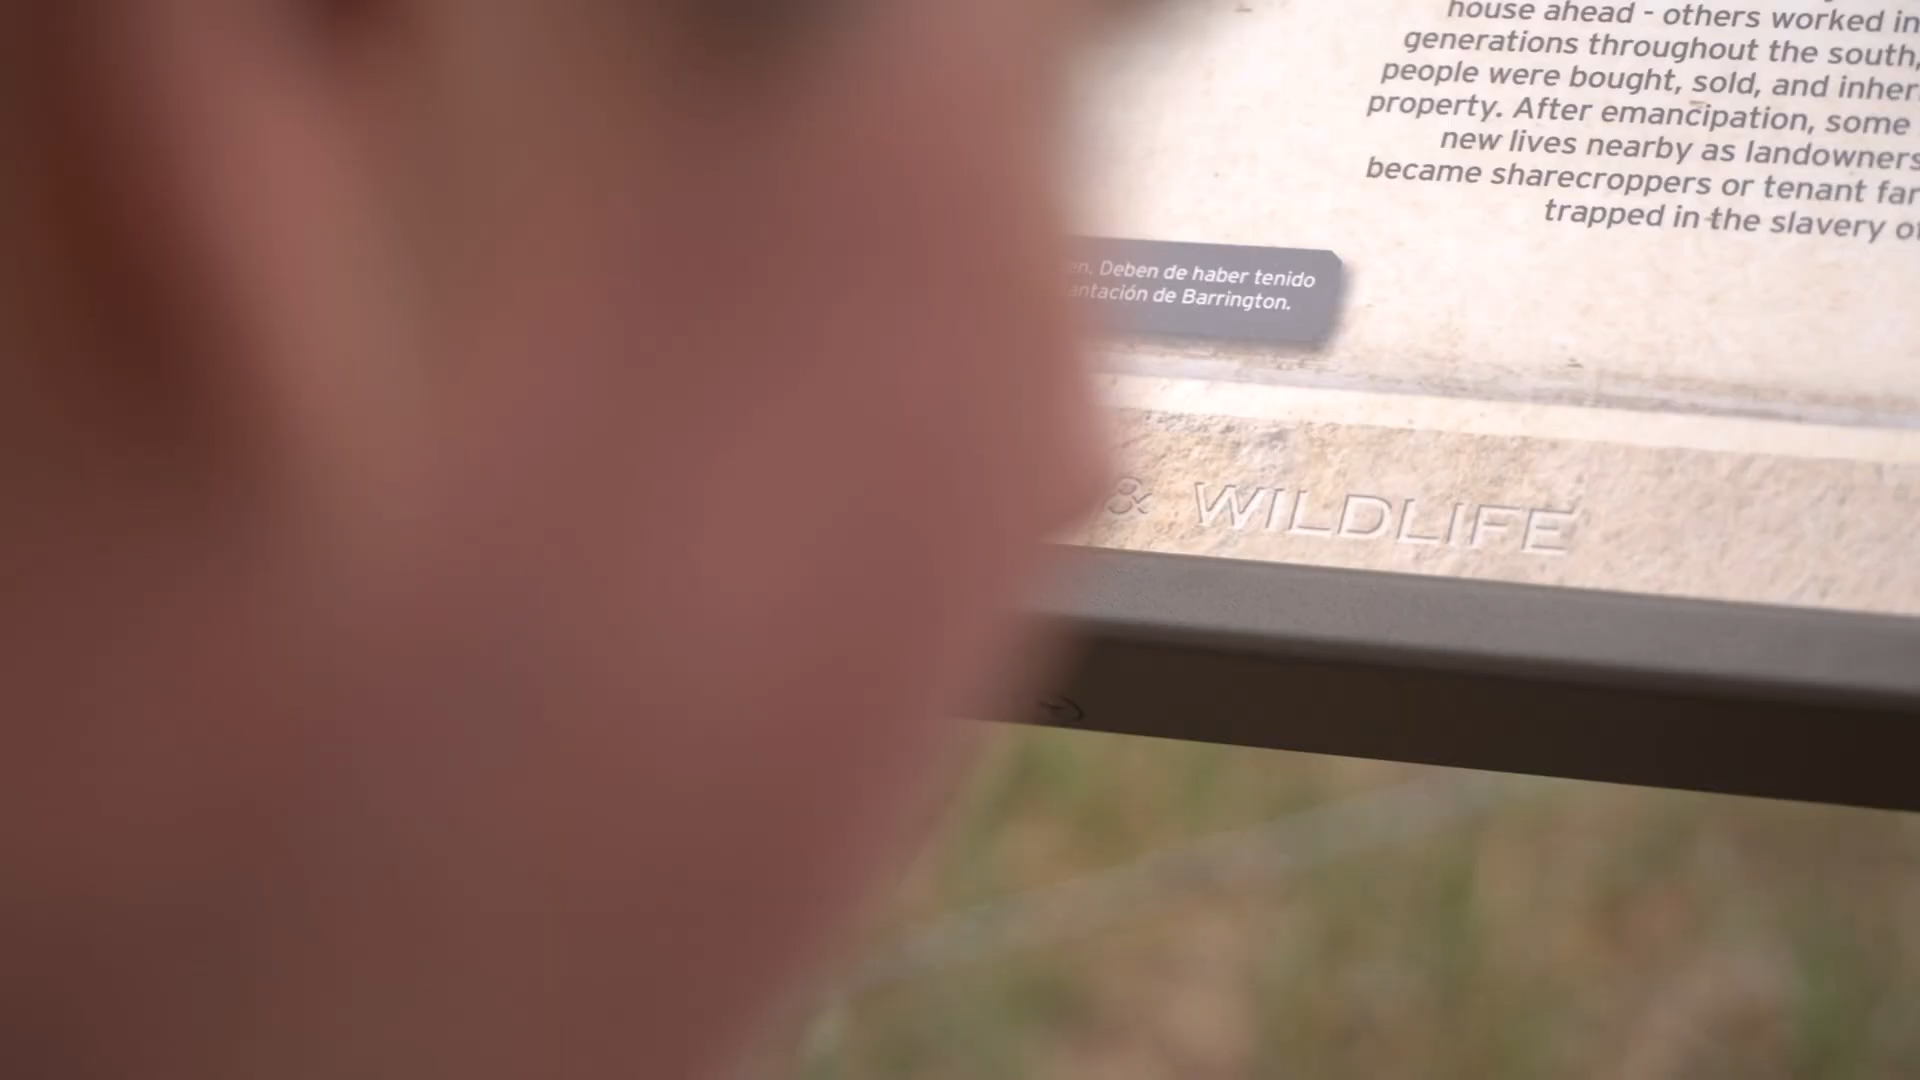 house ahead - others worked in
generations throughout the south,
people were bought, sold, and inher
property. After emancipation, some
new lives nearby as landowners
became sharecroppers or tenant far
trapped in the slavery of
en. Deben de haber tenido
antación de Barrington.
& WILDLIFE